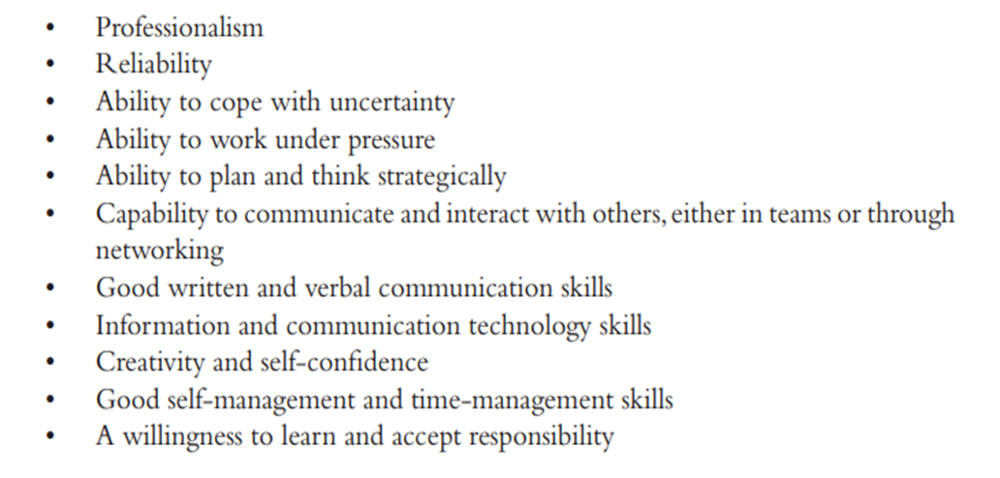 • Professionalism
• Reliability
• Ability to cope with uncertainty
• Ability to work under pressure
• Ability to plan and think strategically
• Capability to communicate and interact with others, either in teams or through
networking
• Good written and verbal communication skills
• Information and communication technology skills
• Creativity and self-confidence
• Good self-management and time-management skills
• A willingness to learn and accept responsibility